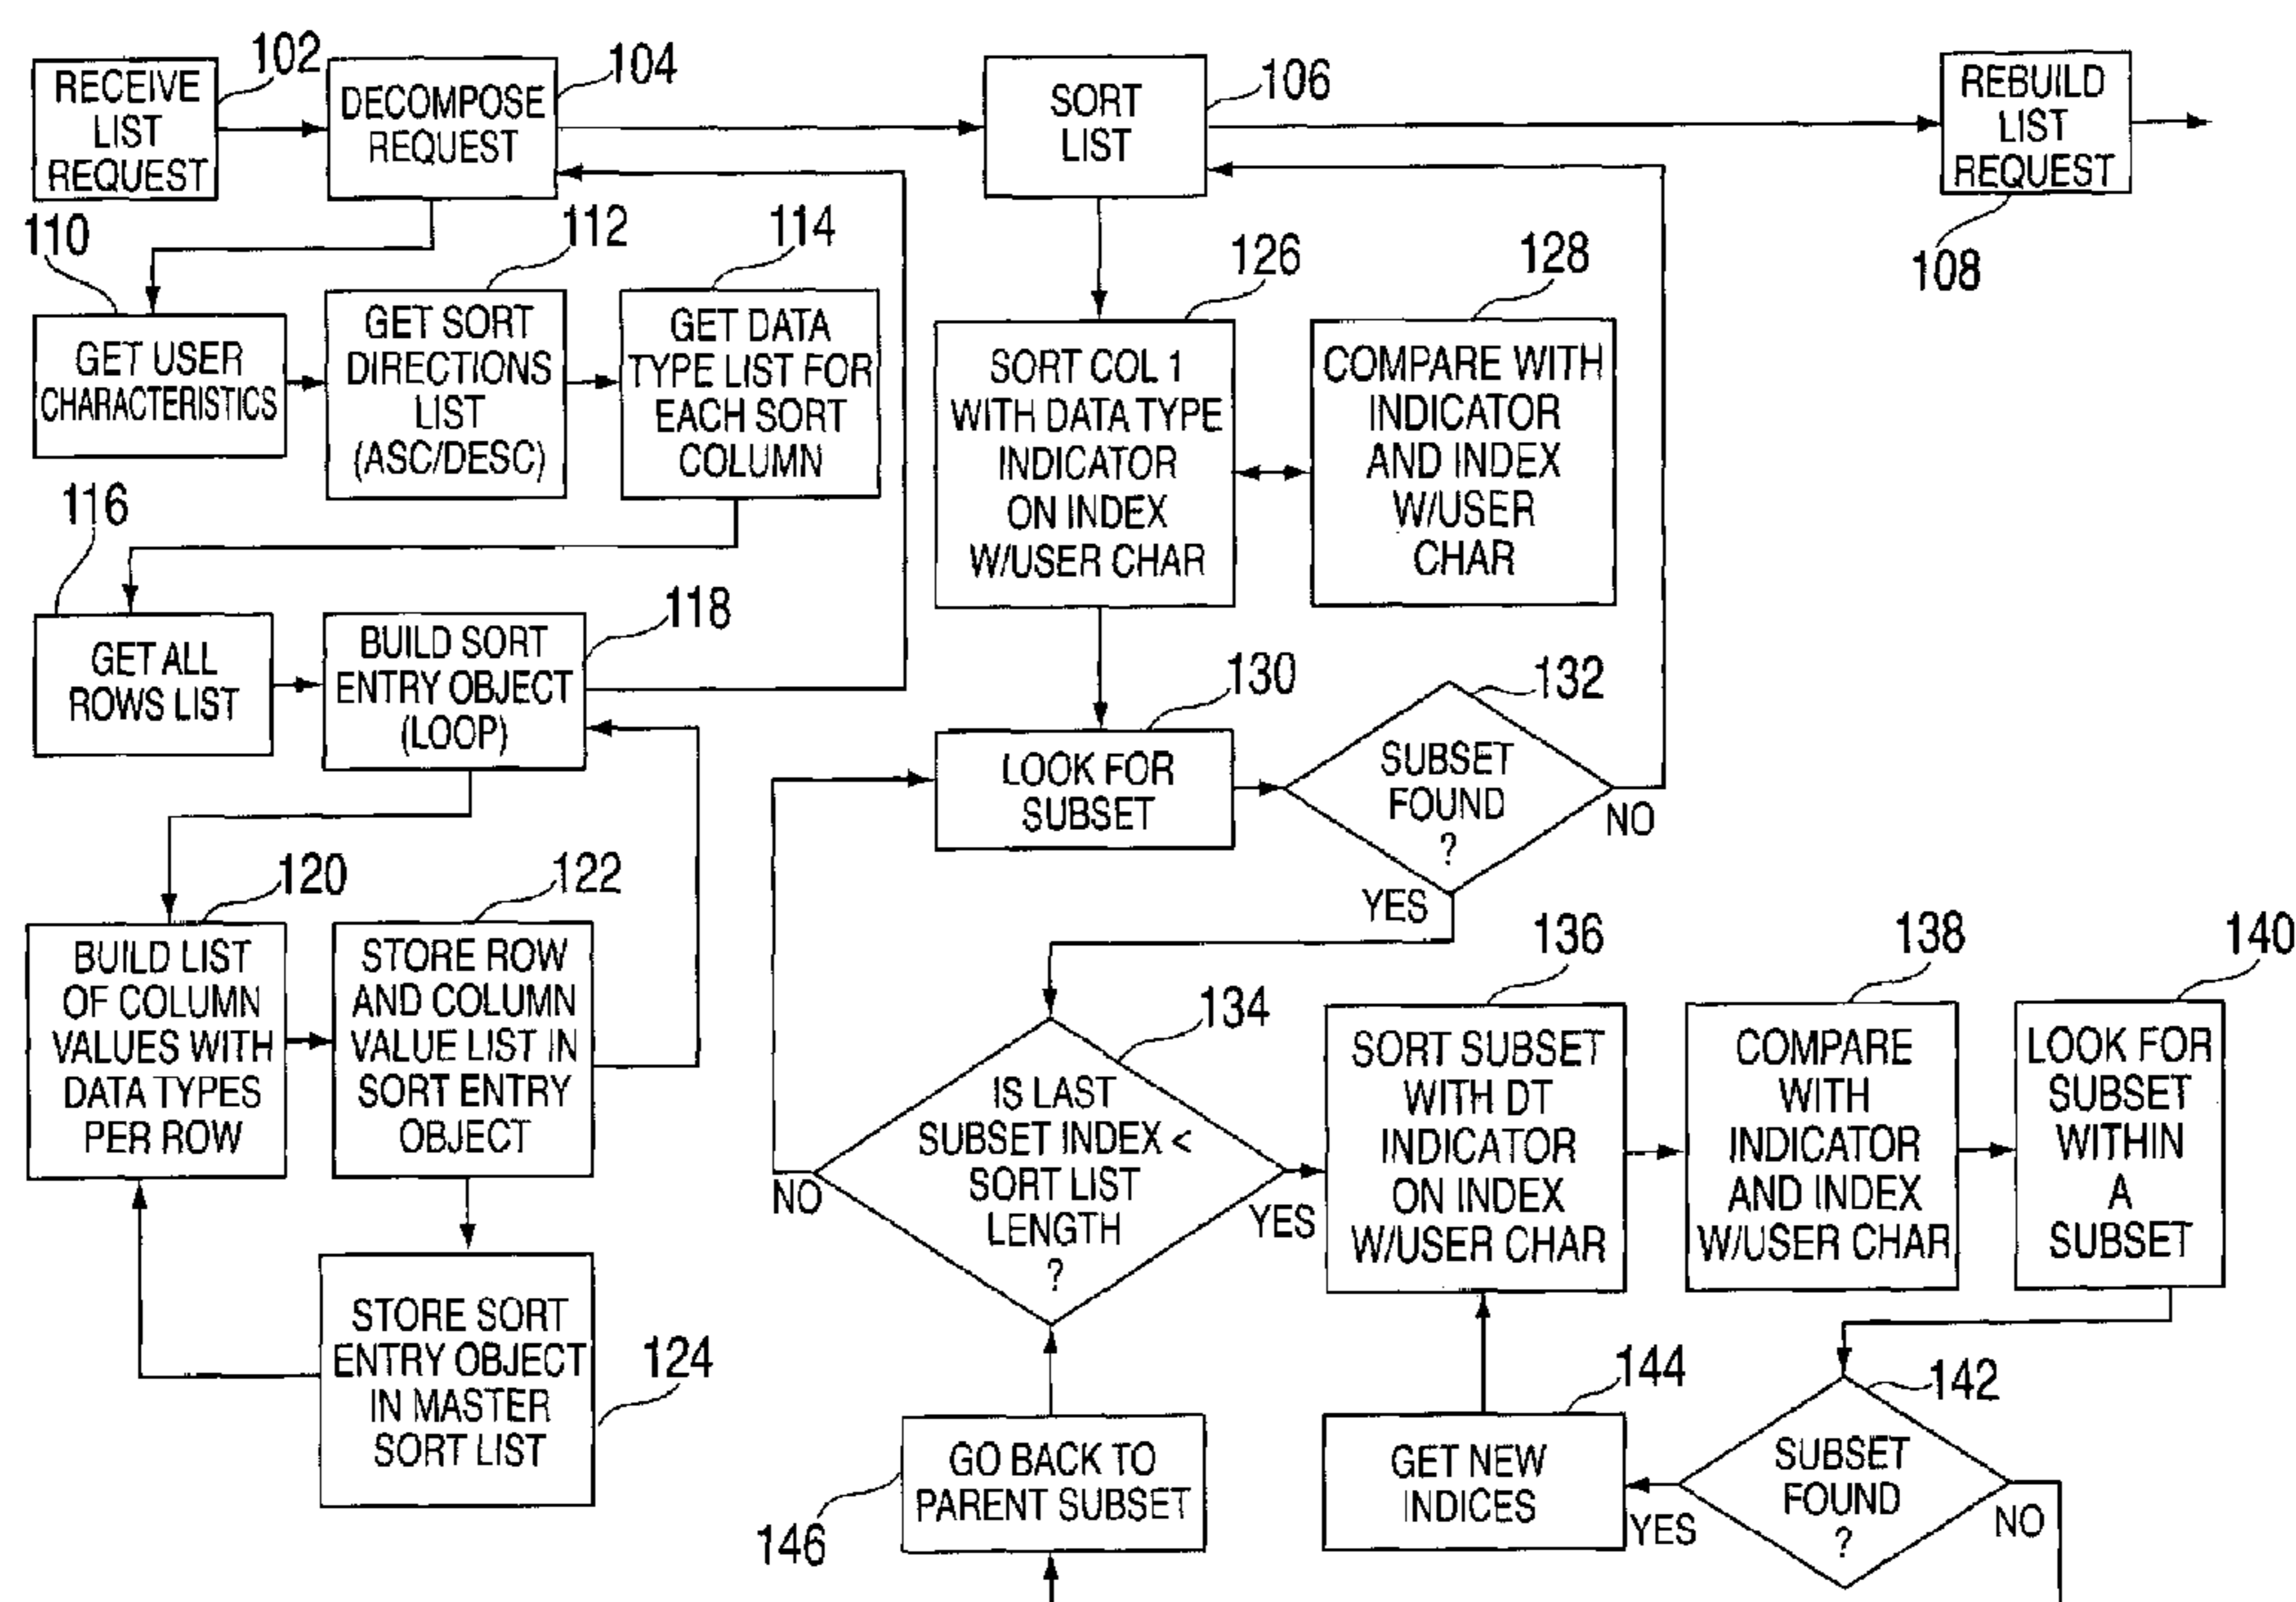 102
RECEIVE
LIST
REQUEST
104
DECOMPOSE
REQUEST
106
SORT
LIST
REBUILD
LIST
REQUEST
108
110
GET USER
CHARACTERISTICS
112
GET SORT
DIRECTIONS
LIST
(ASC/DESC)
114
GET DATA
TYPE LIST FOR
EACH SORT
COLUMN
126
SORT COL 1
WITH DATA TYPE
INDICATOR
ON INDEX
W/USER CHAR
128
COMPARE WITH
INDICATOR
AND INDEX
W/USER
CHAR
116
GET ALL
ROWS LIST
118
BUILD SORT
ENTRY OBJECT
(LOOP)
130
LOOK FOR
SUBSET
132
SUBSET
FOUND
?
NO
YES
120
BUILD LIST
OF COLUMN
VALUES WITH
DATA TYPES
PER ROW
122
STORE ROW
AND COLUMN
VALUE LIST IN
SORT ENTRY
OBJECT
134
IS LAST
SUBSET INDEX <
SORT LIST
LENGTH
?
NO
YES
136
SORT SUBSET
WITH DT
INDICATOR
ON INDEX
W/USER CHAR
138
COMPARE
WITH
INDICATOR
AND INDEX
W/USER CHAR
140
LOOK FOR
SUBSET
WITHIN
A
SUBSET
STORE SORT
ENTRY OBJECT
IN MASTER
SORT LIST
124
GO BACK TO
PARENT SUBSET
146
144
GET NEW
INDICES
142
SUBSET
FOUND
?
YES
NO